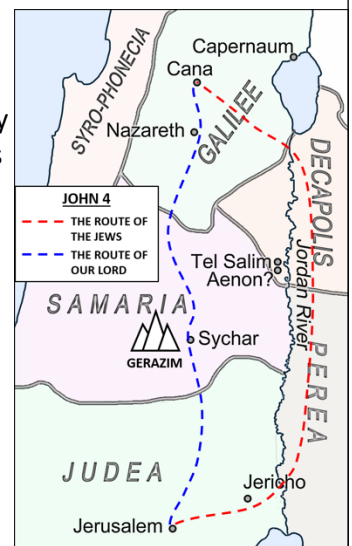 Capernaum
Cana
SYRO-PHONECIA
y
Nazareth
GALILEE
s
DECAPOLIS
JOHN 4
THE ROUTE OF
THE JEWS
THE ROUTE OF
OUR LORD
Tel Salim
Aenon?
Jordan River
SAMARIA
Sychar
GERAZIM
PEREA
JUDEA
Jericho
Jerusalem